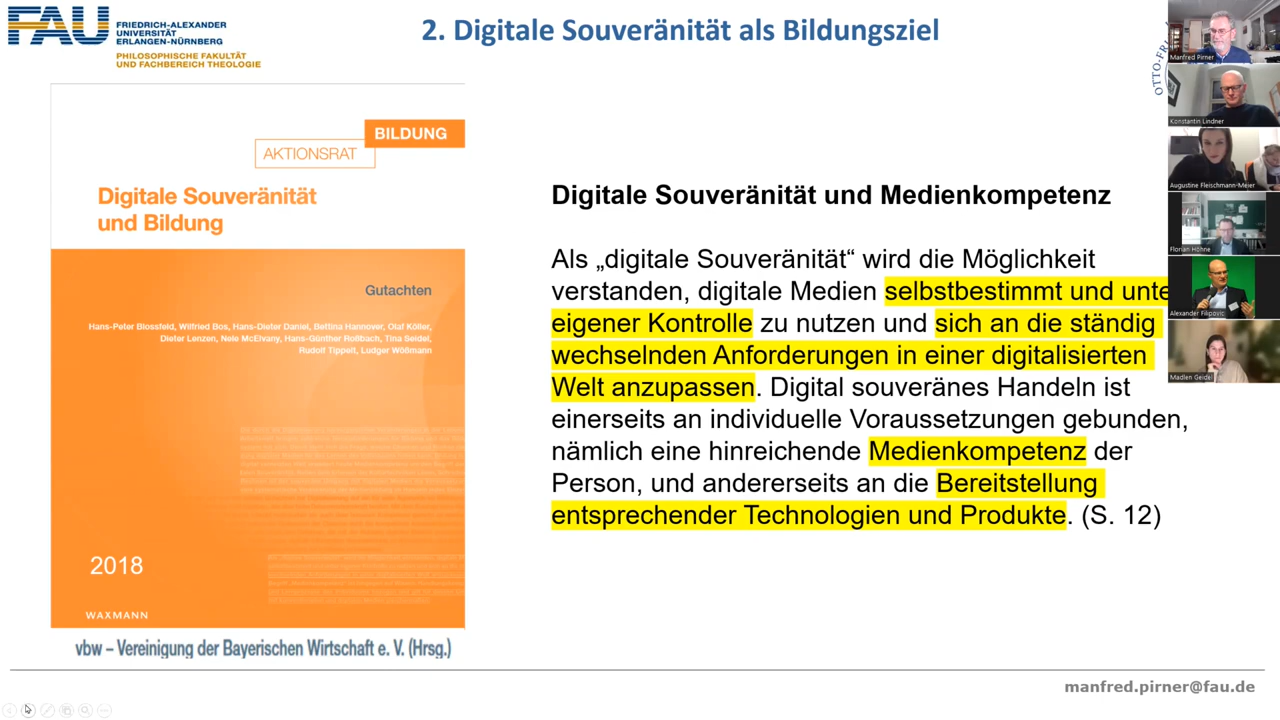 FAU
FRIEDRICH-ALEXANDER
UNIVERSITÄT
ERLANGEN-NÜRNBERG
PHILOSOPHISCHE FAKULTÄT
UND FACHBEREICH THEOLOGIE
2. Digitale Souveränität als Bildungsziel
OTTO-FRI
BILDUNG
AKTIONSRAT
Digitale Souveränität
und Bildung
Gutachten
Hans-Peter Blossfeld, Wilfried Bos, Hans-Dieter Daniel, Bettina Hannover, Olaf Köller,
Dieter Lenzen, Nele McElvany, Hans-Günther Roßbach, Tina Seidel,
Rudolf Tippelt, Ludger Wößmann
2018
WAXMANN
vbw – Vereinigung der Bayerischen Wirtschaft e. V. (Hrsg.)
Digitale Souveränität und Medienkompetenz
Als „digitale Souveränität“ wird die Möglichkeit
verstanden, digitale Medien selbstbestimmt und unte
eigener Kontrolle zu nutzen und sich an die ständig
wechselnden Anforderungen in einer digitalisierten
Welt anzupassen. Digital souveränes Handeln ist
einerseits an individuelle Voraussetzungen gebunden,
nämlich eine hinreichende Medienkompetenz der
Person, und andererseits an die Bereitstellung
entsprechender Technologien und Produkte. (S. 12)
Manfred Pirner
Konstantin Lindner
Augustine Fleischmann-Meier
Florian Höhne
Alexander Filipovic
Madlen Geidel
manfred.pirner@fau.de